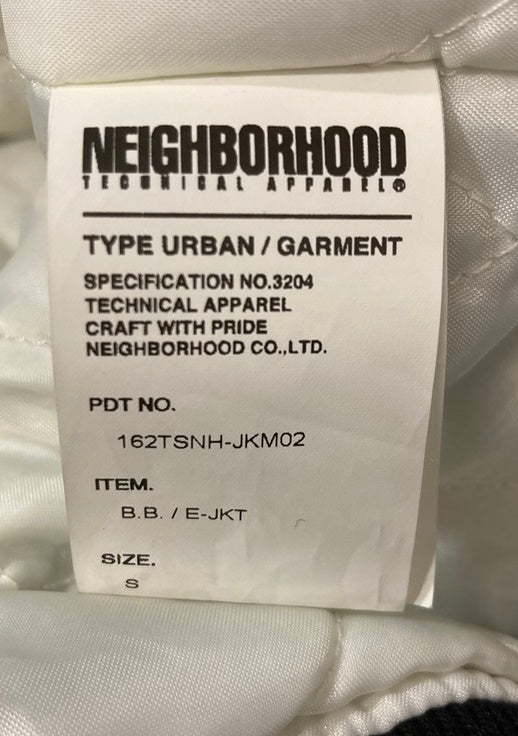 NEIGHBORHOOD
TECHNICAL APPAREL®
TYPE URBAN / GARMENT
SPECIFICATION NO.3204
TECHNICAL APPAREL
CRAFT WITH PRIDE
NEIGHBORHOOD CO.,LTD.
PDT NO.
162TSNH-JKM02
ITEM.
B.B. / E-JKT
SIZE.
S